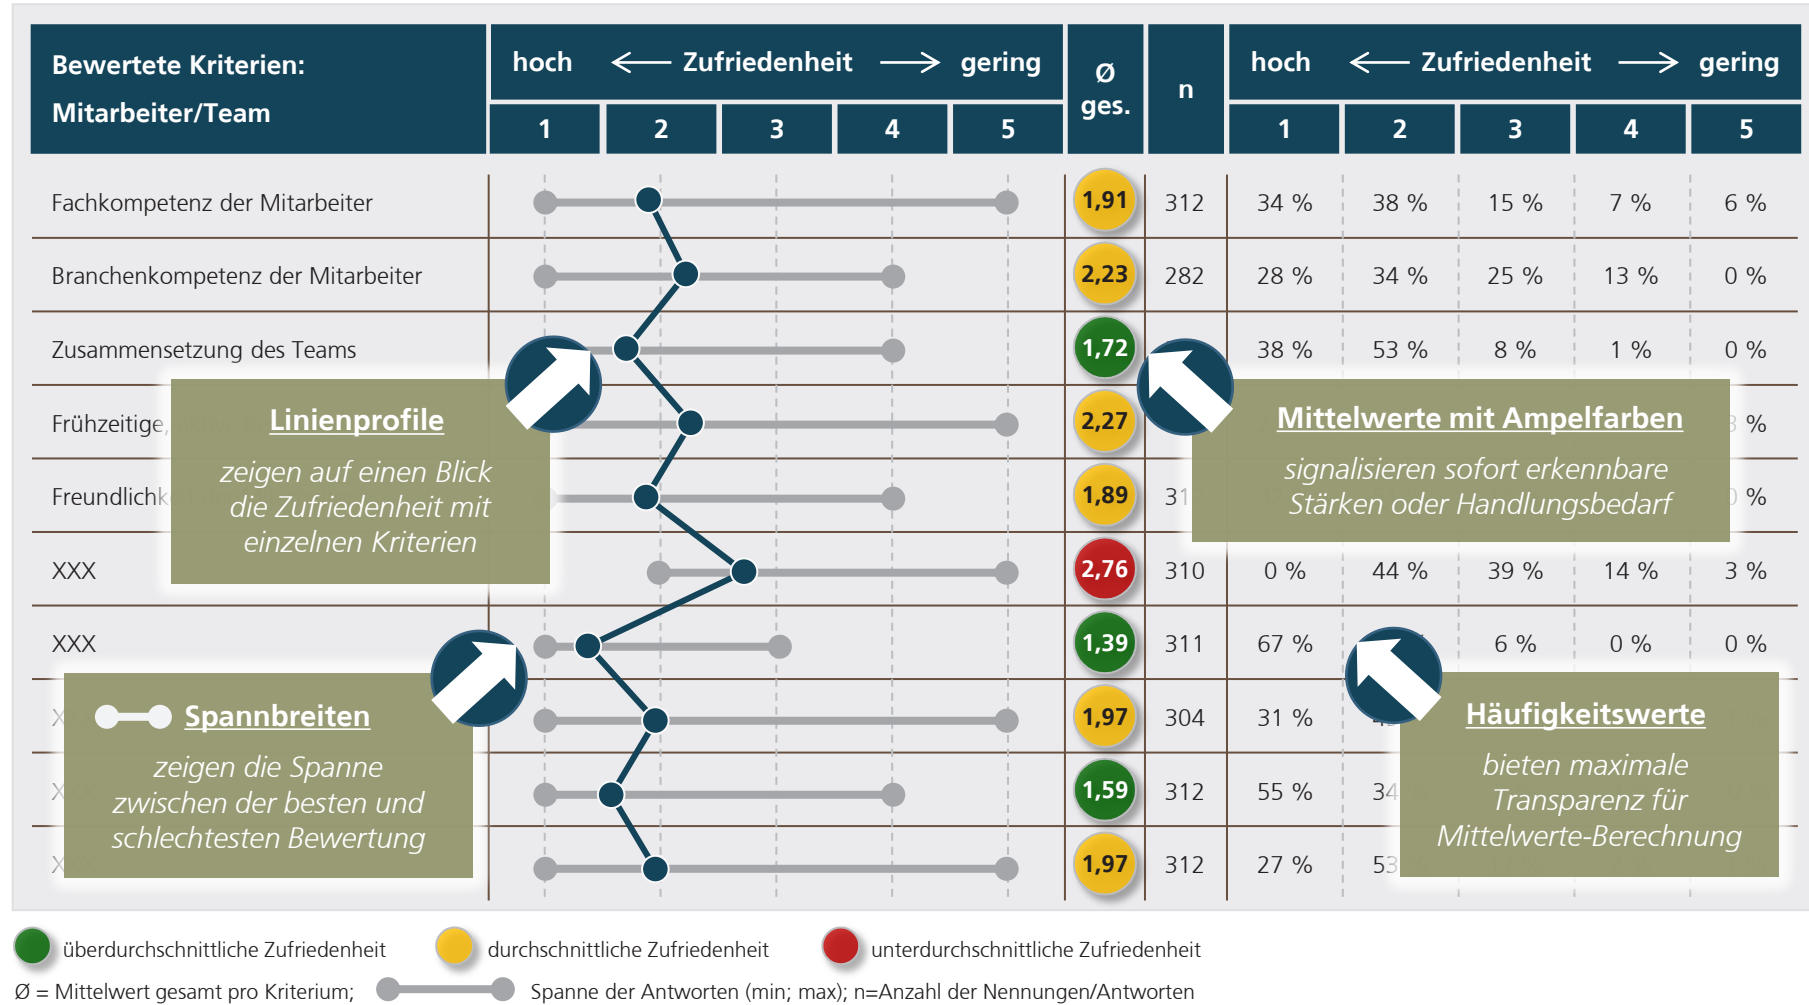 Bewertete Kriterien:
Mitarbeiter/Team
hoch ← Zufriedenheit → gering
1 2 3 4 5
Ø
ges.
n
hoch ← Zufriedenheit → gering
1 2 3 4 5
Fachkompetenz der Mitarbeiter 1,91 312 34 % 38 % 15 % 7 % 6 %
Branchenkompetenz der Mitarbeiter 2,23 282 28 % 34 % 25 % 13 % 0 %
Zusammensetzung des Teams 1,72 38 % 53 % 8 % 1 % 0 %
Frühzeitige, 2,27 %
1,89 %
XXX 2,76 310 0 % 44 % 39 % 14 % 3 %
XXX 1,39 311 67 % 6 % 0 % 0 %
1,97 304 31 %
1,59 312 55 % 34
1,97 312 27 % 53
Linienprofile
zeigen auf einen Blick
die Zufriedenheit mit
einzelnen Kriterien
Mittelwerte mit Ampelfarben
signalisieren sofort erkennbare
Stärken oder Handlungsbedarf
Spannbreiten
zeigen die Spanne
zwischen der besten und
schlechtesten Bewertung
Häufigkeitswerte
bieten maximale
Transparenz für
Mittelwerte-Berechnung
überdurchschnittliche Zufriedenheit durchschnittliche Zufriedenheit unterdurchschnittliche Zufriedenheit
Ø = Mittelwert gesamt pro Kriterium; Spanne der Antworten (min; max); n=Anzahl der Nennungen/Antworten